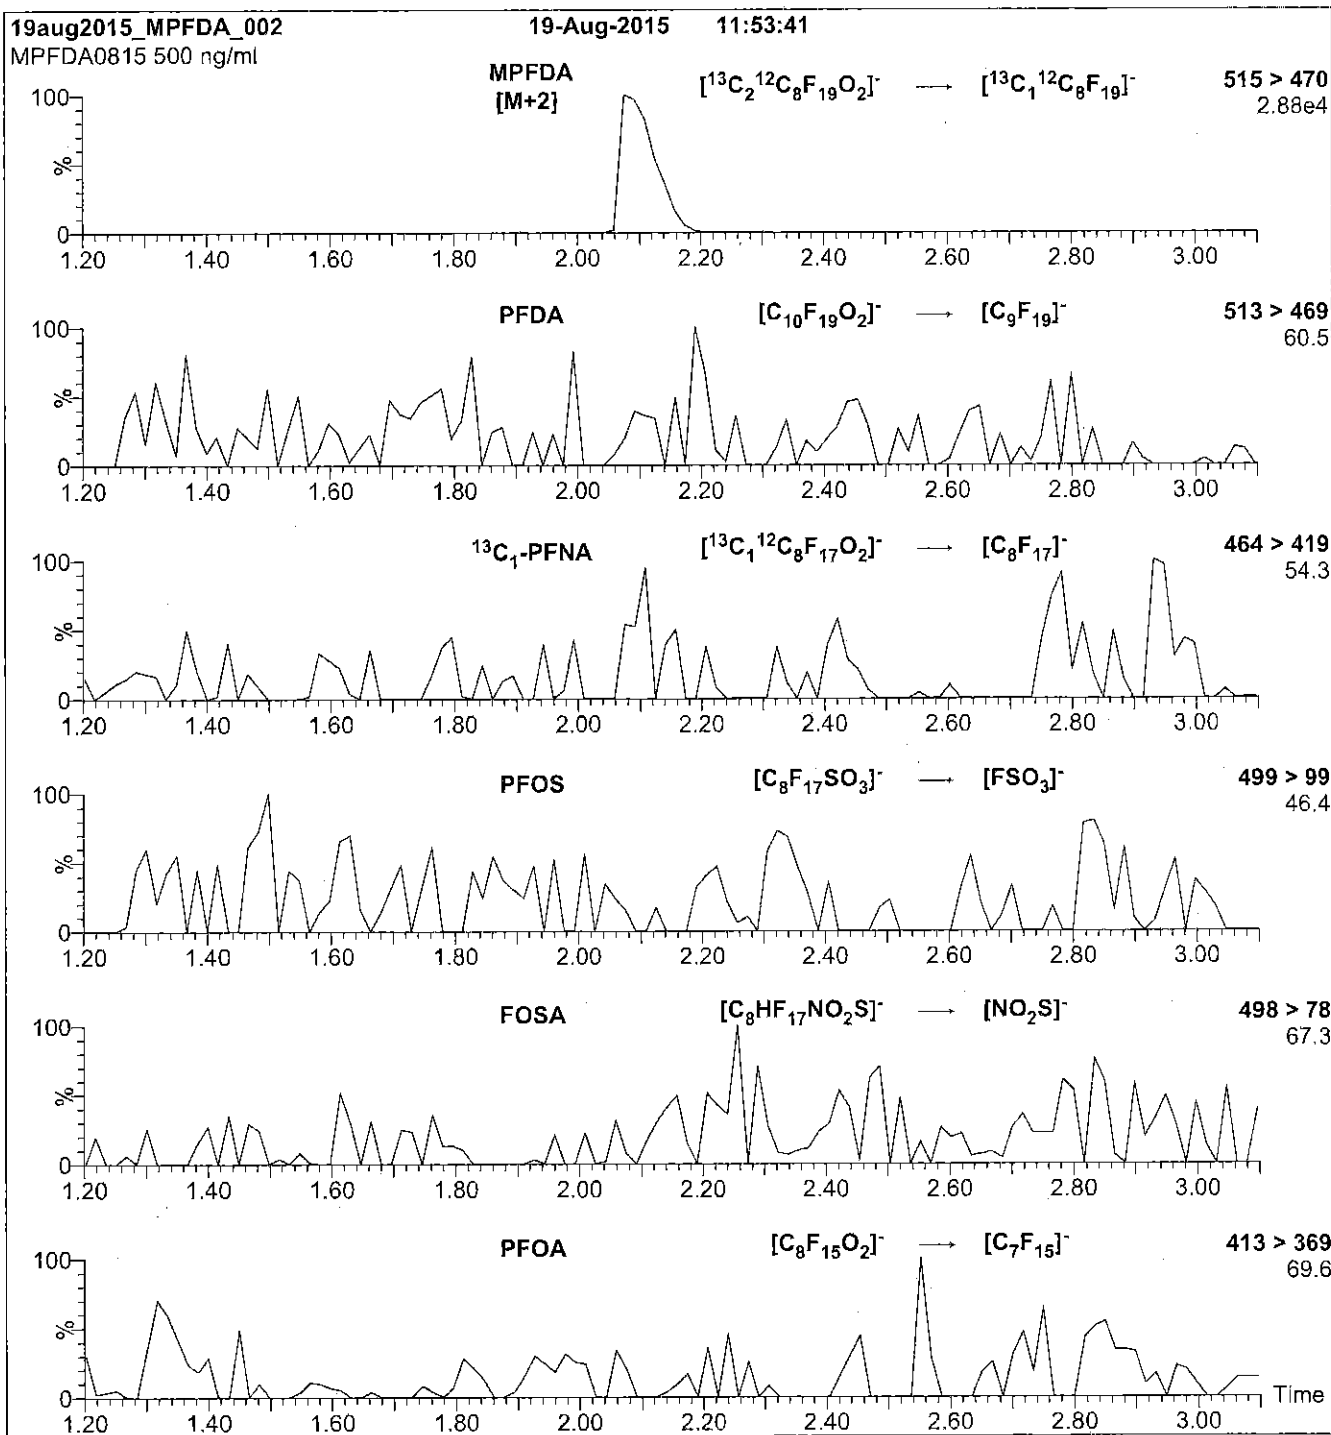 19aug2015_MPFDA_002 19-Aug-2015 11:53:41
MPFDA0815 500 ng/ml
MPFDA [¹³C₂¹²C₈F₁₉O₂]⁻ → [¹³C₁¹²C₈F₁₉]⁻ 515 > 470
[M+2] 2.88e4
100
%
0
1.20 1.40 1.60 1.80 2.00 2.20 2.40 2.60 2.80 3.00
PFDA [C₁₀F₁₉O₂]⁻ → [C₉F₁₉]⁻ 513 > 469
60.5
100
%
0
1.20 1.40 1.60 1.80 2.00 2.20 2.40 2.60 2.80 3.00
¹³C₁-PFNA [¹³C₁¹²C₈F₁₇O₂]⁻ → [C₈F₁₇]⁻ 464 > 419
54.3
100
%
0
1.20 1.40 1.60 1.80 2.00 2.20 2.40 2.60 2.80 3.00
PFOS [C₈F₁₇SO₃]⁻ → [FSO₃]⁻ 499 > 99
46.4
100
%
0
1.20 1.40 1.60 1.80 2.00 2.20 2.40 2.60 2.80 3.00
FOSA [C₈HF₁₇NO₂S]⁻ → [NO₂S]⁻ 498 > 78
67.3
100
%
0
1.20 1.40 1.60 1.80 2.00 2.20 2.40 2.60 2.80 3.00
PFOA [C₈F₁₅O₂]⁻ → [C₇F₁₅]⁻ 413 > 369
69.6
100
%
0 Time
1.20 1.40 1.60 1.80 2.00 2.20 2.40 2.60 2.80 3.00